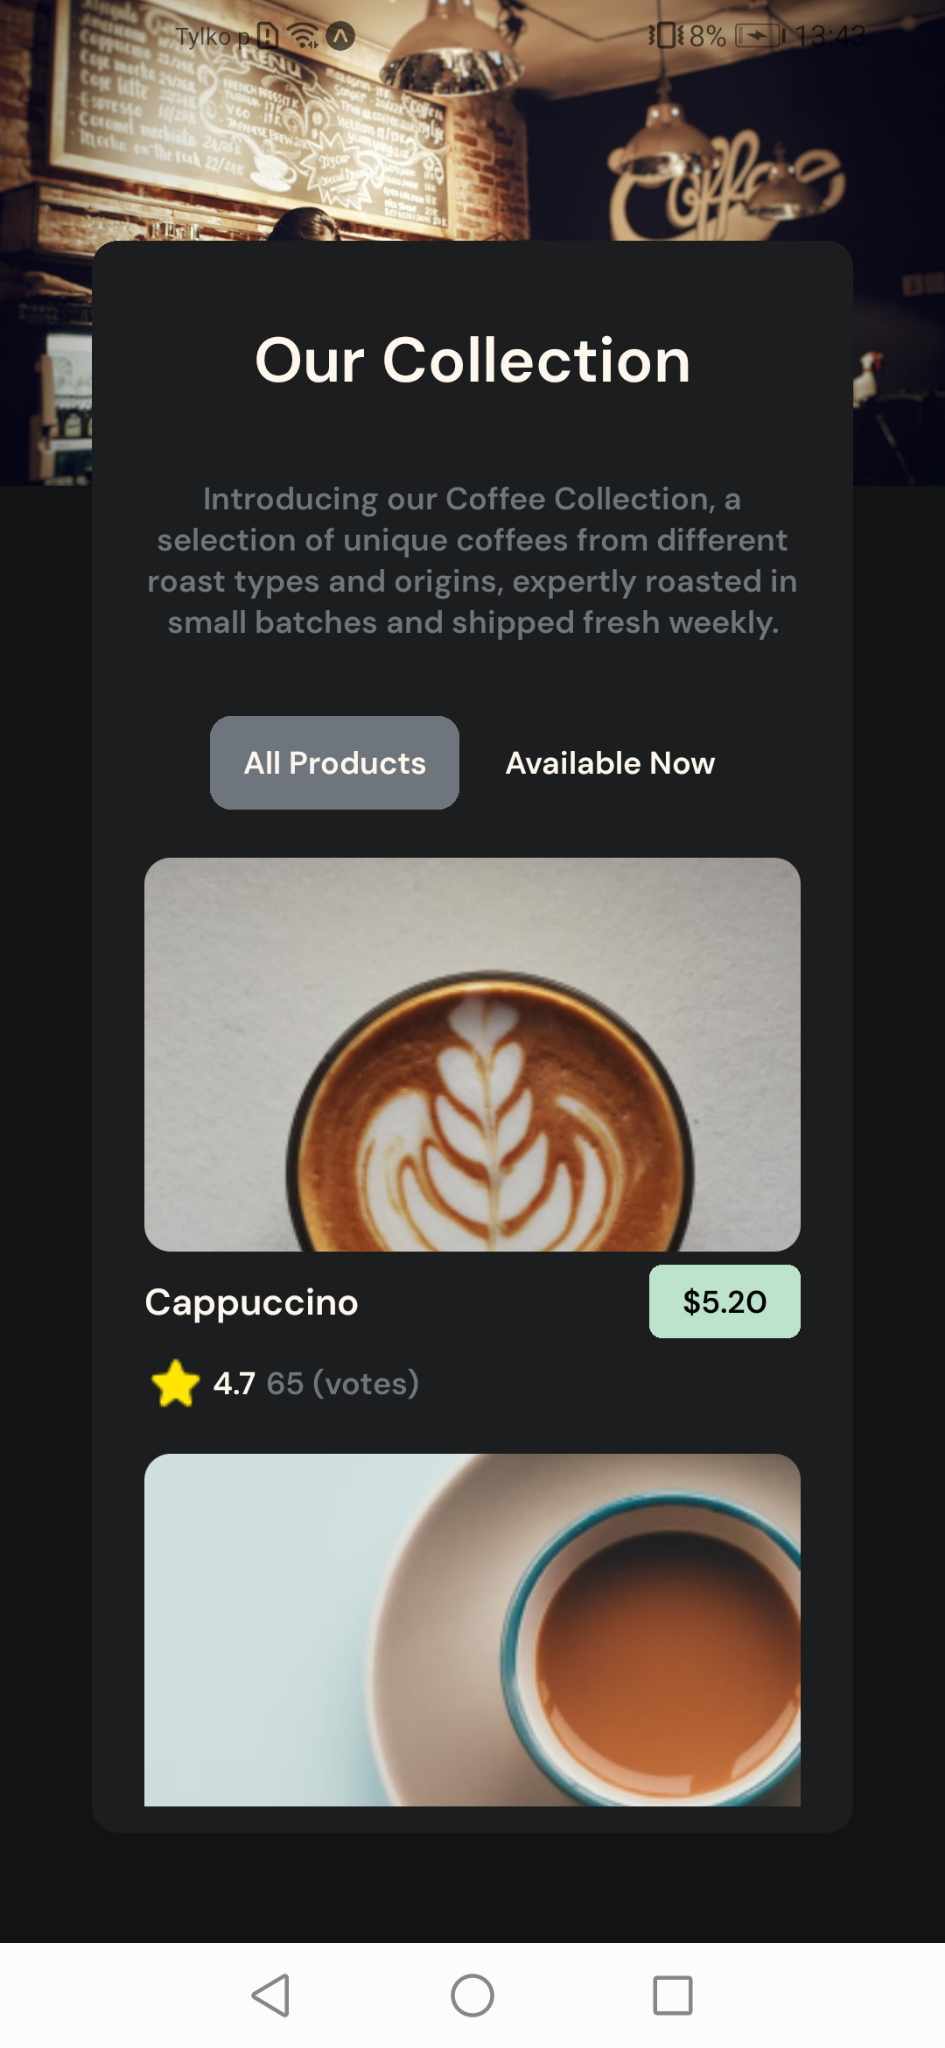 Tylko p
8%
13:43
MENU
Coffee
Our Collection
Introducing our Coffee Collection, a
selection of unique coffees from different
roast types and origins, expertly roasted in
small batches and shipped fresh weekly.
All Products Available Now
Cappuccino $5.20
4.7 65 (votes)